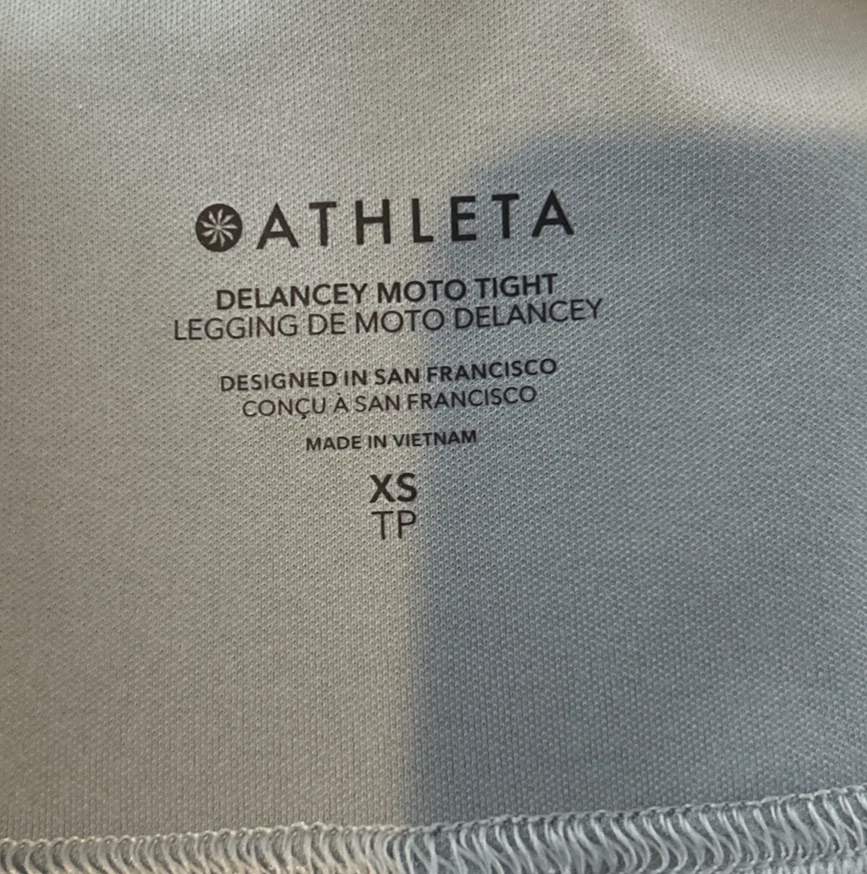 ATHLETA
DELANCEY MOTO TIGHT
LEGGING DE MOTO DELANCEY
DESIGNED IN SAN FRANCISCO
CONÇU À SAN FRANCISCO
MADE IN VIETNAM
XS
TP